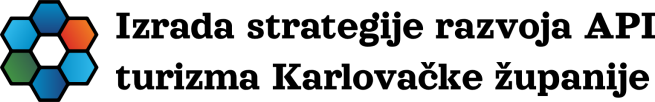 Izrada strategije razvoja API
turizma Karlovačke županije